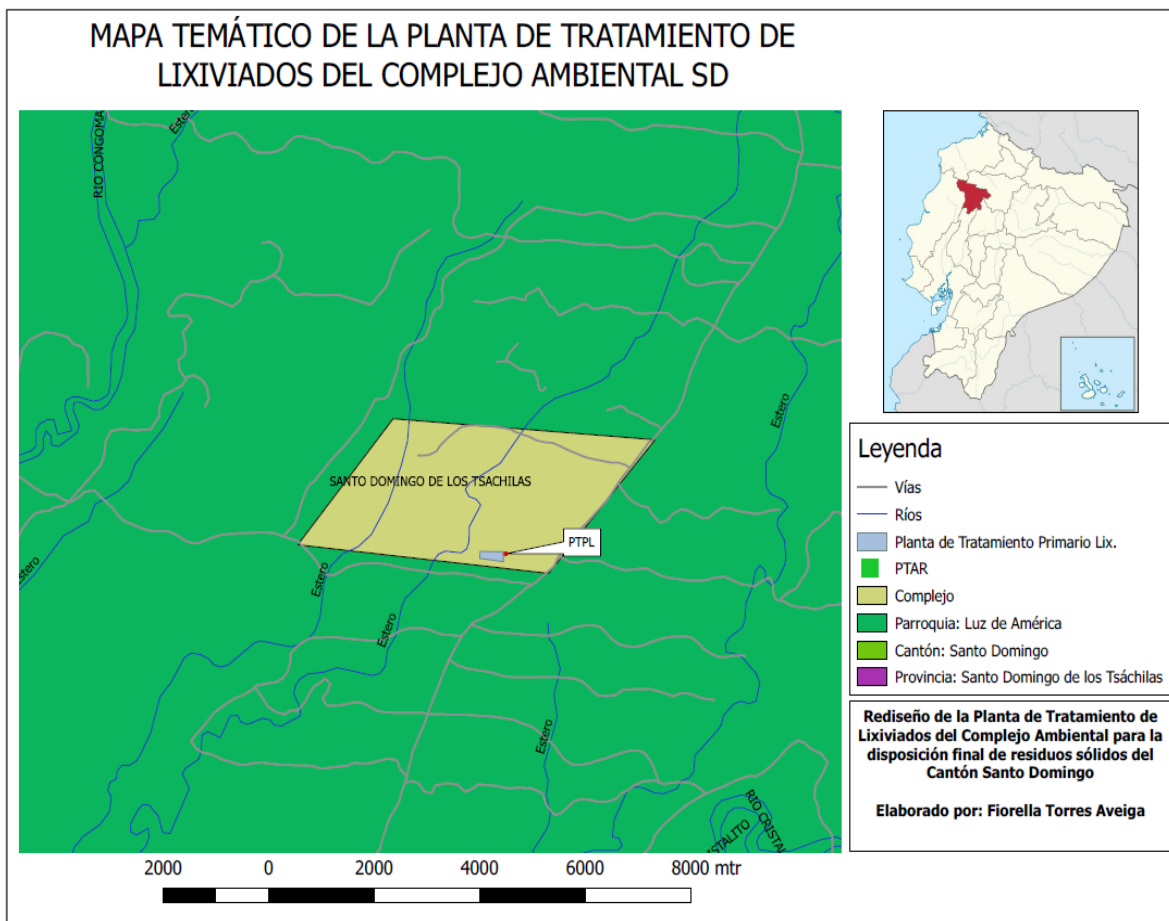 MAPA TEMÁTICO DE LA PLANTA DE TRATAMIENTO DE
LIXIVIADOS DEL COMPLEJO AMBIENTAL SD
RIO CONGOMA
Estero
Estero
Estero
SANTO DOMINGO DE LOS TSACHILAS
PTPL
Estero
Estero
Estero
RIO CRISTAL
ISTALITO
2000 0 2000 4000 6000 8000 mtr
Leyenda
Vías
Ríos
Planta de Tratamiento Primario Lix.
PTAR
Complejo
Parroquia: Luz de América
Cantón: Santo Domingo
Provincia: Santo Domingo de los Tsáchilas
Rediseño de la Planta de Tratamiento de
Lixiviados del Complejo Ambiental para la
disposición final de residuos sólidos del
Cantón Santo Domingo
Elaborado por: Fiorella Torres Aveiga